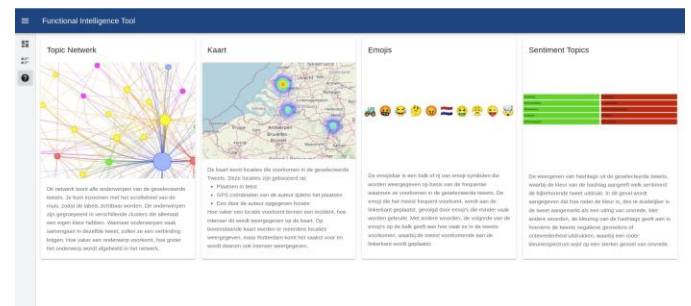 Functional Intelligence Tool
Topic Netwerk
Dit netwerk toont alle onderwerpen van de geselecteerde
tweets. Je kunt inzoomen met het scrollwiel van de
muis, zodat de labels zichtbaar worden. De onderwerpen
zijn gegroepeerd in verschillende clusters die allemaal
een eigen kleur hebben. Wanneer onderwerpen vaak
samengaan in dezelfde tweet, zullen ze een verbinding
krijgen. Hoe vaker een onderwerp voorkomt, hoe groter
het onderwerp wordt afgebeeld in het netwerk.
Kaart
Utrecht
Antwerpen
De kaart toont locaties die voorkomen in de geselecteerde
Tweets. Deze locaties zijn gebaseerd op:
• Plaatsen in tekst
• GPS coördinaten van de auteur tijdens het plaatsen
• Een door de auteur opgegeven locatie
Hoe vaker een locatie voorkomt binnen een incident, hoe
intenser dit wordt weergegeven op de kaart. Op
bovenstaande kaart worden er meerdere locaties
weergegeven, maar Rotterdam komt het vaakst voor en
wordt daarom ook intenser weergegeven.
Emojis
De emojibar is een balk of rij van emoji-symbolen die
worden weergegeven op basis van de frequentie
waarmee ze voorkomen in de geselecteerde tweets. De
emoji die het meest frequent voorkomt, wordt aan de
linkerkant geplaatst, gevolgd door emoji's die minder vaak
worden gebruikt. Met andere woorden, de volgorde van de
emoji's op de balk geeft aan hoe vaak ze in de tweets
voorkomen, waarbij de meest voorkomende aan de
linkerkant wordt geplaatst.
Sentiment Topics
De weergaven van hashtags uit de geselecteerde tweets,
waarbij de kleur van de hashtag aangeeft welk sentiment
de bijbehorende tweet uitdrukt. In dit geval wordt
aangegeven dat hoe roder de kleur is, des te duidelijker is
de tweet aangemerkt als een uiting van onvrede. Met
andere woorden, de kleuring van de hashtags geeft aan in
hoeverre de tweets negatieve gevoelens of
ontevredenheid uitdrukken, waarbij een roder
kleurenspectrum wijst op een sterker gevoel van onvrede.